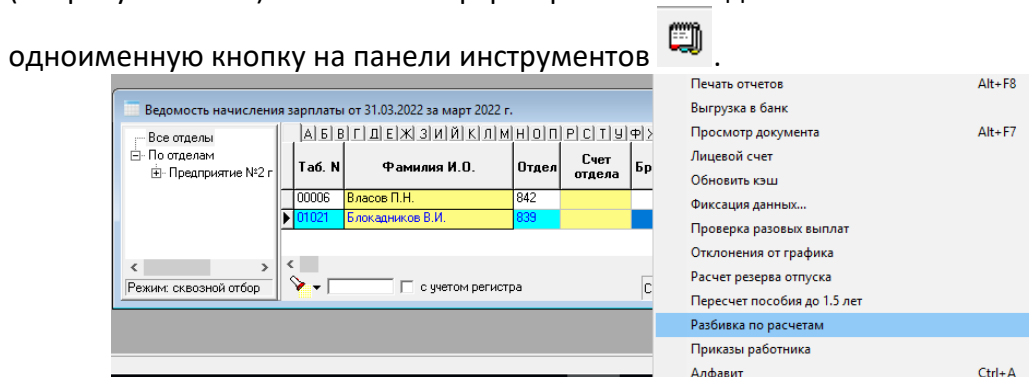 одноименную кнопку на панели инструментов .
Ведомость начисления зарплаты от 31.03.2022 за март 2022 г.
Все отделы
По отделам
Предприятие №2 г
Режим: сквозной отбор
А Б В Г Д Е Ж З И Й К Л М Н О П Р С Т У Ф
Таб. N Фамилия И.О. Отдел Счет отдела Бр
00006 Власов П.Н. 842
01021 Блокадников В.И. 839
с учетом регистра
С
Печать отчетов Alt+F8
Выгрузка в банк
Просмотр документа Alt+F7
Лицевой счет
Обновить кэш
Фиксация данных...
Проверка разовых выплат
Отклонения от графика
Расчет резерва отпуска
Пересчет пособия до 1.5 лет
Разбивка по расчетам
Приказы работника
Алфавит Ctrl+A